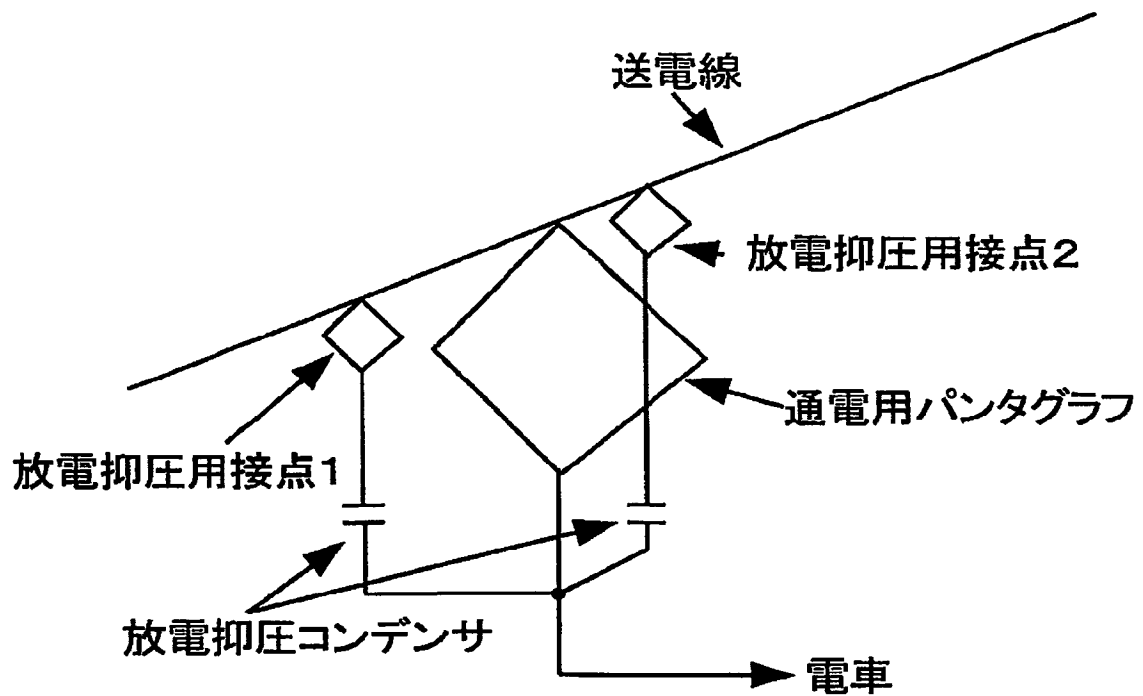 送電線
放電抑圧用接点2
通電用パンタグラフ
放電抑圧用接点1
放電抑圧コンデンサ
電車